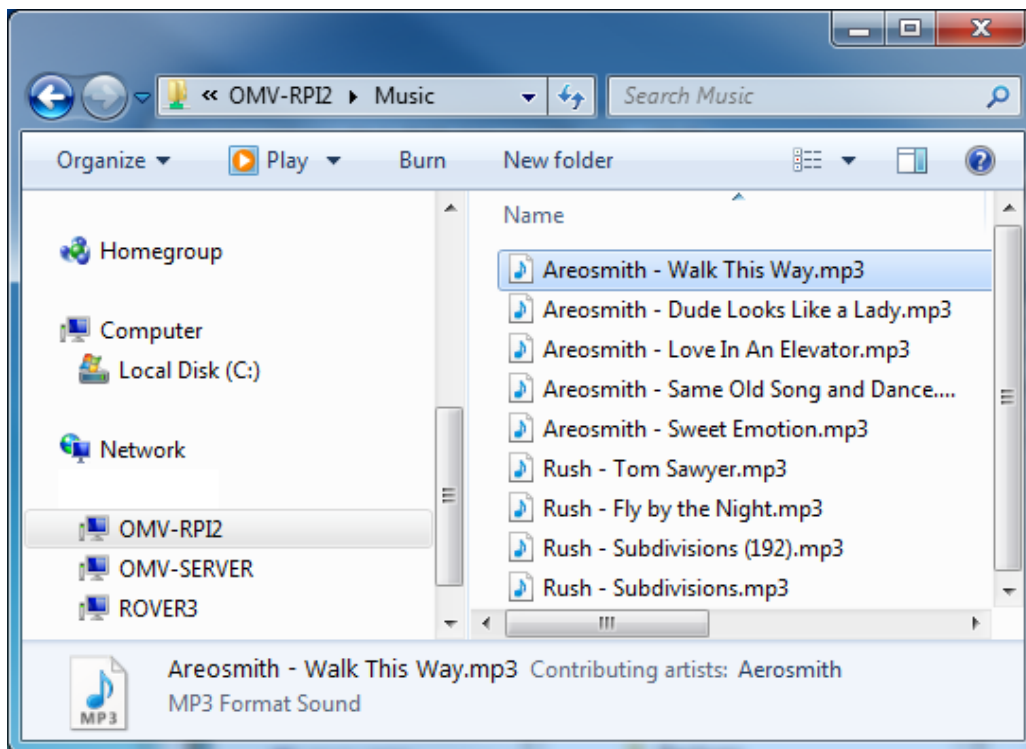 « OMV-RPI2 Music
Search Music
Organize Play Burn New folder
Homegroup
Computer
Local Disk (C:)
Network
OMV-RPI2
OMV-SERVER
ROVER3
Name
Areosmith - Walk This Way.mp3
Areosmith - Dude Looks Like a Lady.mp3
Areosmith - Love In An Elevator.mp3
Areosmith - Same Old Song and Dance....
Areosmith - Sweet Emotion.mp3
Rush - Tom Sawyer.mp3
Rush - Fly by the Night.mp3
Rush - Subdivisions (192).mp3
Rush - Subdivisions.mp3
MP3
Areosmith - Walk This Way.mp3 Contributing artists: Aerosmith
MP3 Format Sound